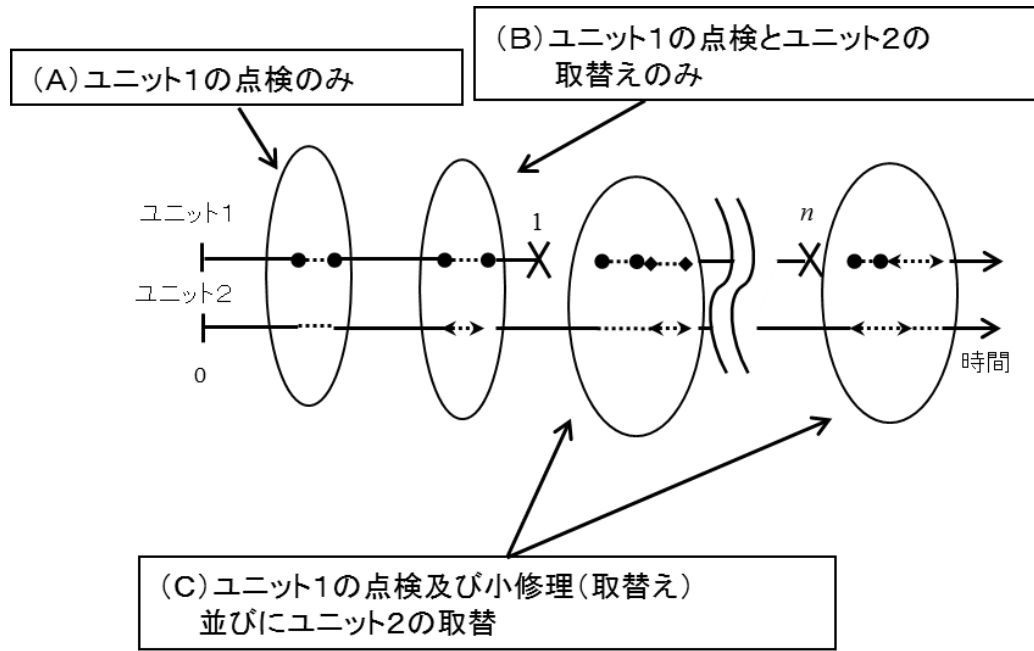 （A）ユニット１の点検のみ
（B）ユニット１の点検とユニット２の
取替えのみ
ユニット1
1
n
ユニット2
0
時間
（C）ユニット１の点検及び小修理（取替え）
並びにユニット２の取替